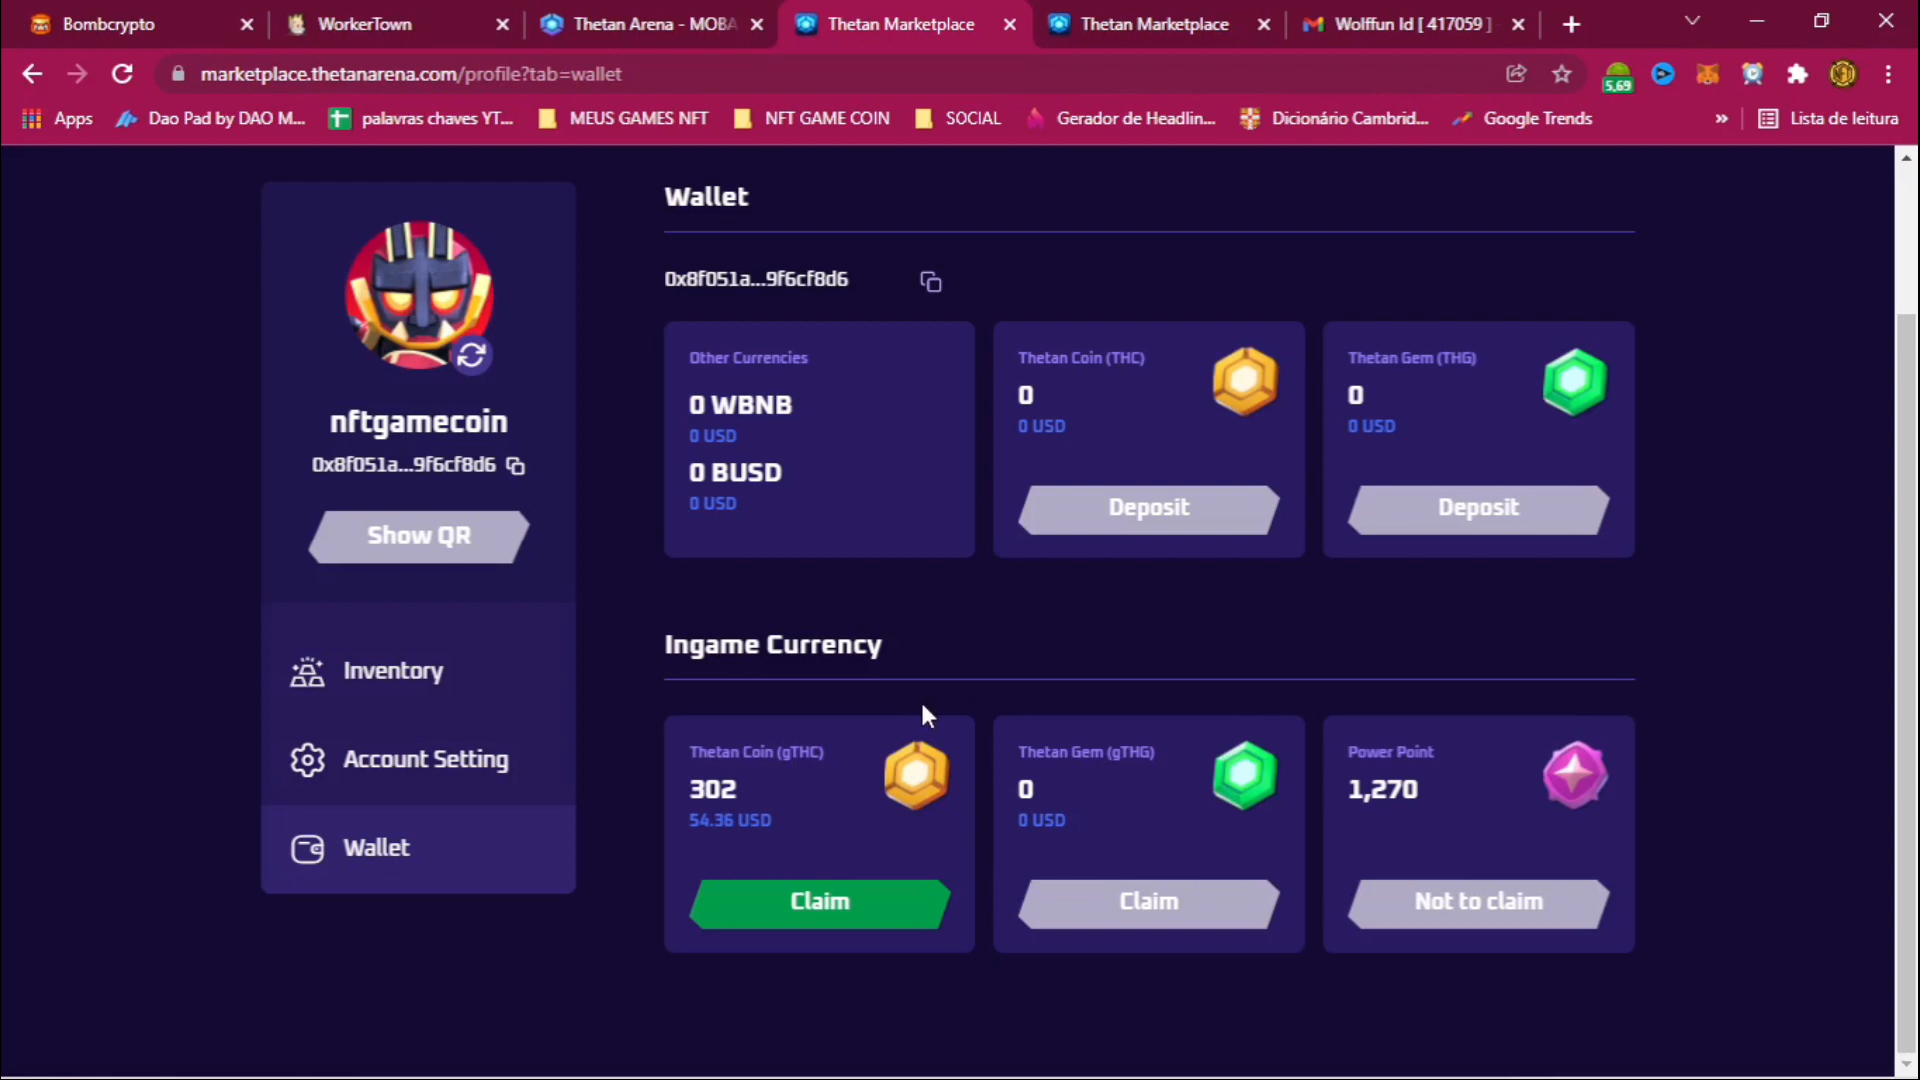 Bombcrypto
WorkerTown
Thetan Arena - MOBA
Thetan Marketplace
Thetan Marketplace
Wolffun Id [ 417059 ]
marketplace.thetanarena.com/profile?tab=wallet
5,69
Apps
Dao Pad by DAO M...
palavras chaves YT...
MEUS GAMES NFT
NFT GAME COIN
SOCIAL
Gerador de Headlin...
Dicionário Cambrid...
Google Trends
»
Lista de leitura
nftgamecoin
0x8f051a...9f6cf8d6
Show QR
Inventory
Account Setting
Wallet
Wallet
0x8f051a...9f6cf8d6
Other Currencies
0 WBNB
0 USD
0 BUSD
0 USD
Thetan Coin (THC)
0
0 USD
Deposit
Thetan Gem (THG)
0
0 USD
Deposit
Ingame Currency
Thetan Coin (gTHC)
302
54.36 USD
Claim
Thetan Gem (gTHG)
0
0 USD
Claim
Power Point
1,270
Not to claim